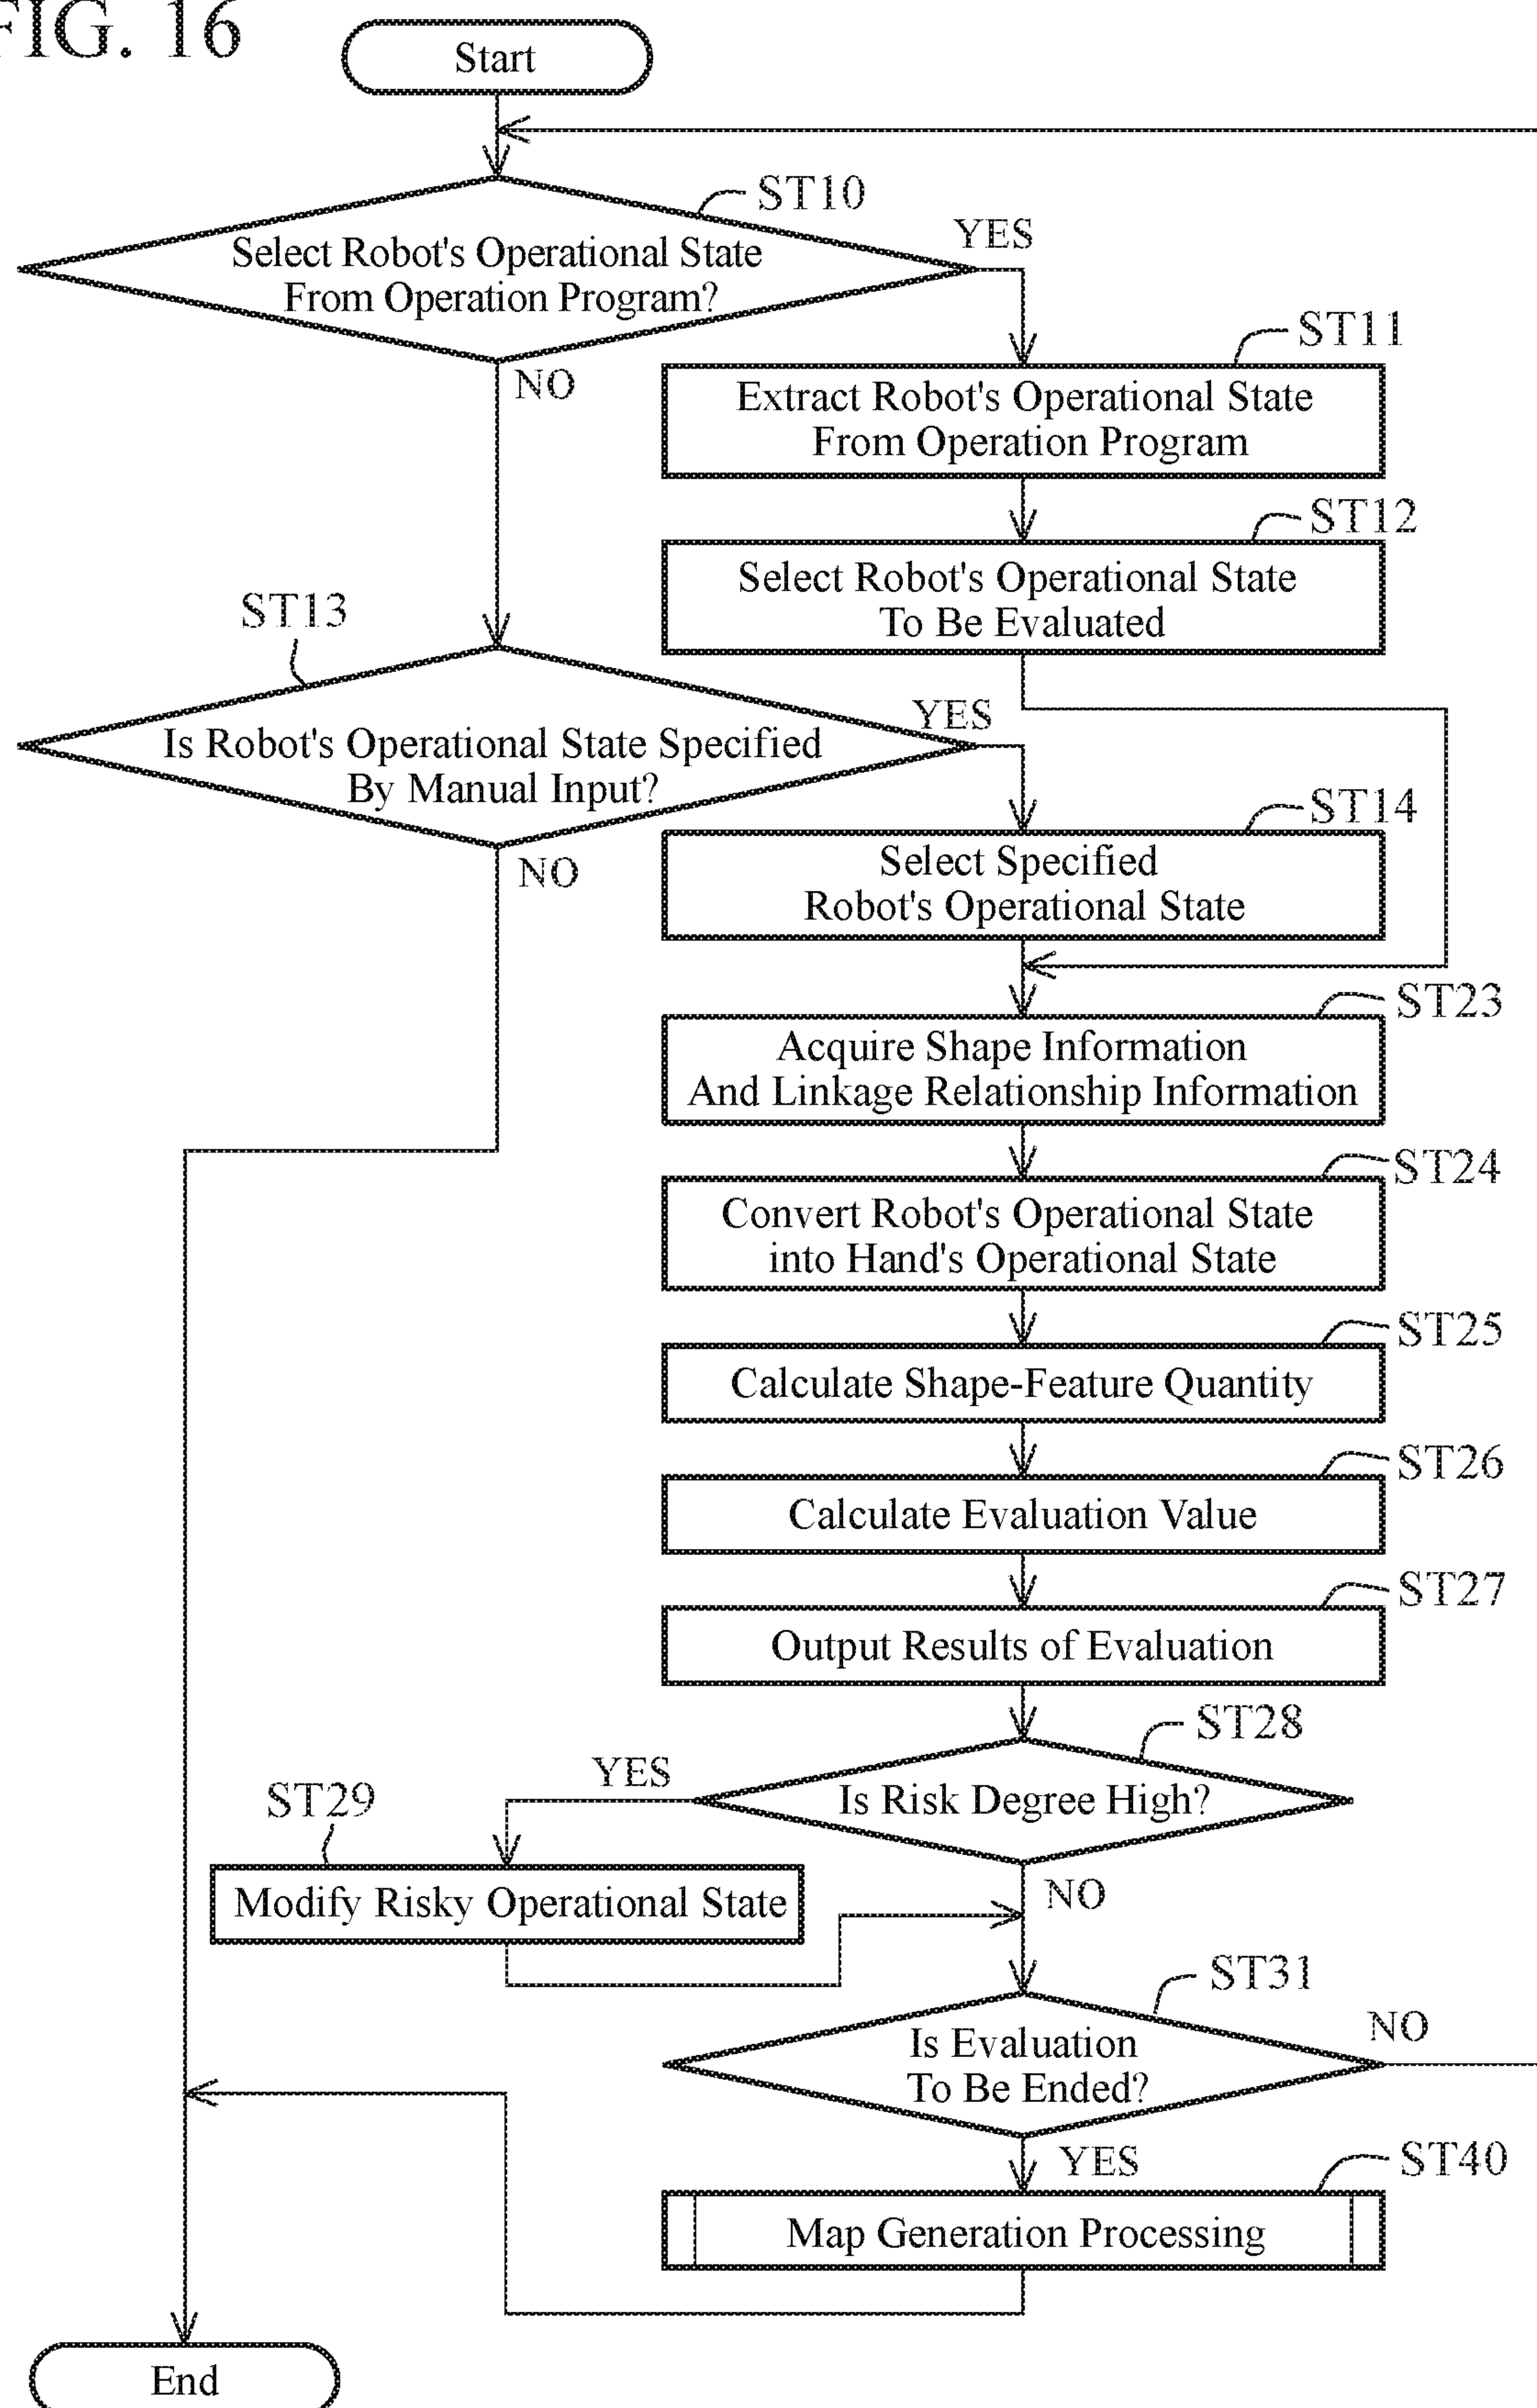 FIG. 16
Start
ST10
Select Robot's Operational State
From Operation Program?
YES
NO
ST11
Extract Robot's Operational State
From Operation Program
ST12
Select Robot's Operational State
To Be Evaluated
ST13
Is Robot's Operational State Specified
By Manual Input?
YES
NO
ST14
Select Specified
Robot's Operational State
ST23
Acquire Shape Information
And Linkage Relationship Information
ST24
Convert Robot's Operational State
into Hand's Operational State
ST25
Calculate Shape-Feature Quantity
ST26
Calculate Evaluation Value
ST27
Output Results of Evaluation
ST28
Is Risk Degree High?
YES
NO
ST29
Modify Risky Operational State
ST31
Is Evaluation
To Be Ended?
NO
YES
ST40
Map Generation Processing
End